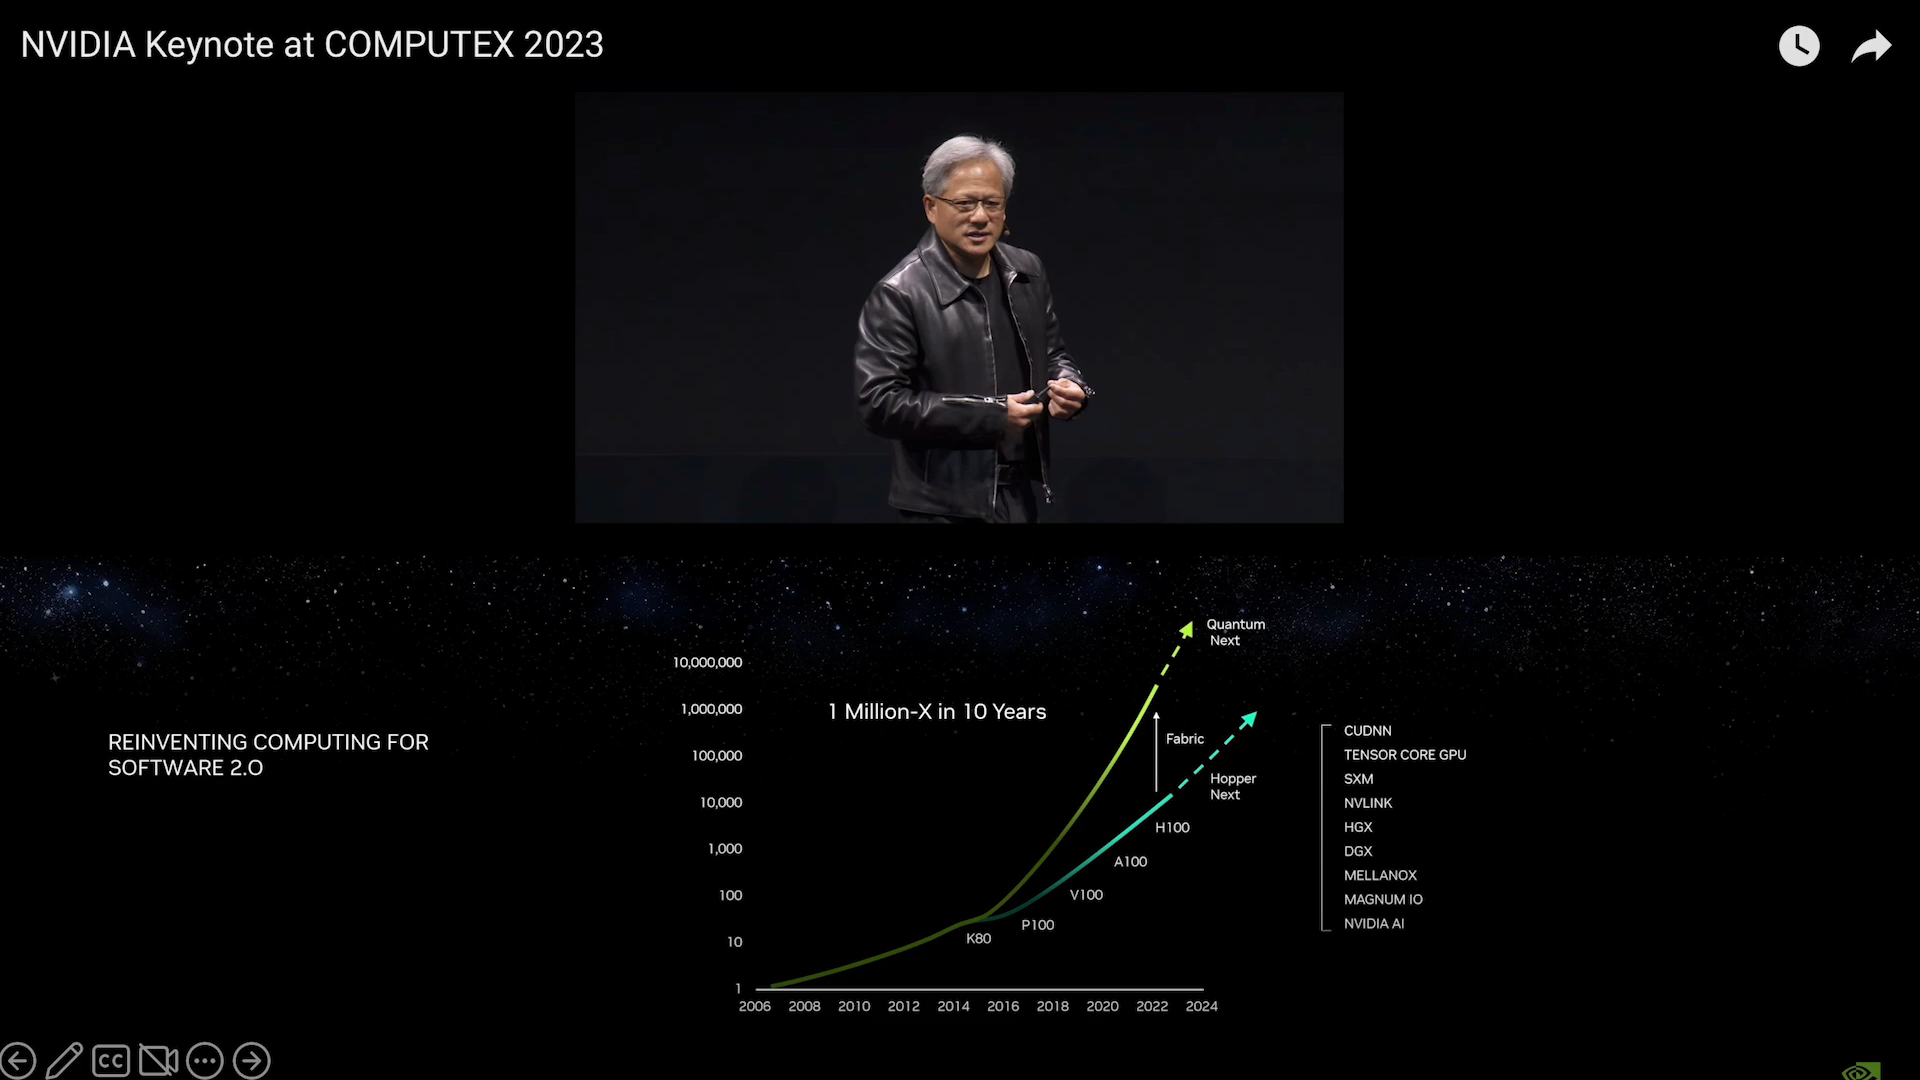 NVIDIA Keynote at COMPUTEX 2023
Quantum
Next
10,000,000
1 Million-X in 10 Years
1,000,000
Fabric
REINVENTING COMPUTING FOR
SOFTWARE 2.O
100,000
Hopper
Next
10,000
H100
1,000
A100
100
V100
P100
K80
10
1
2006 2008 2010 2012 2014 2016 2018 2020 2022 2024
CUDNN
TENSOR CORE GPU
SXM
NVLINK
HGX
DGX
MELLANOX
MAGNUM IO
NVIDIA AI
CC